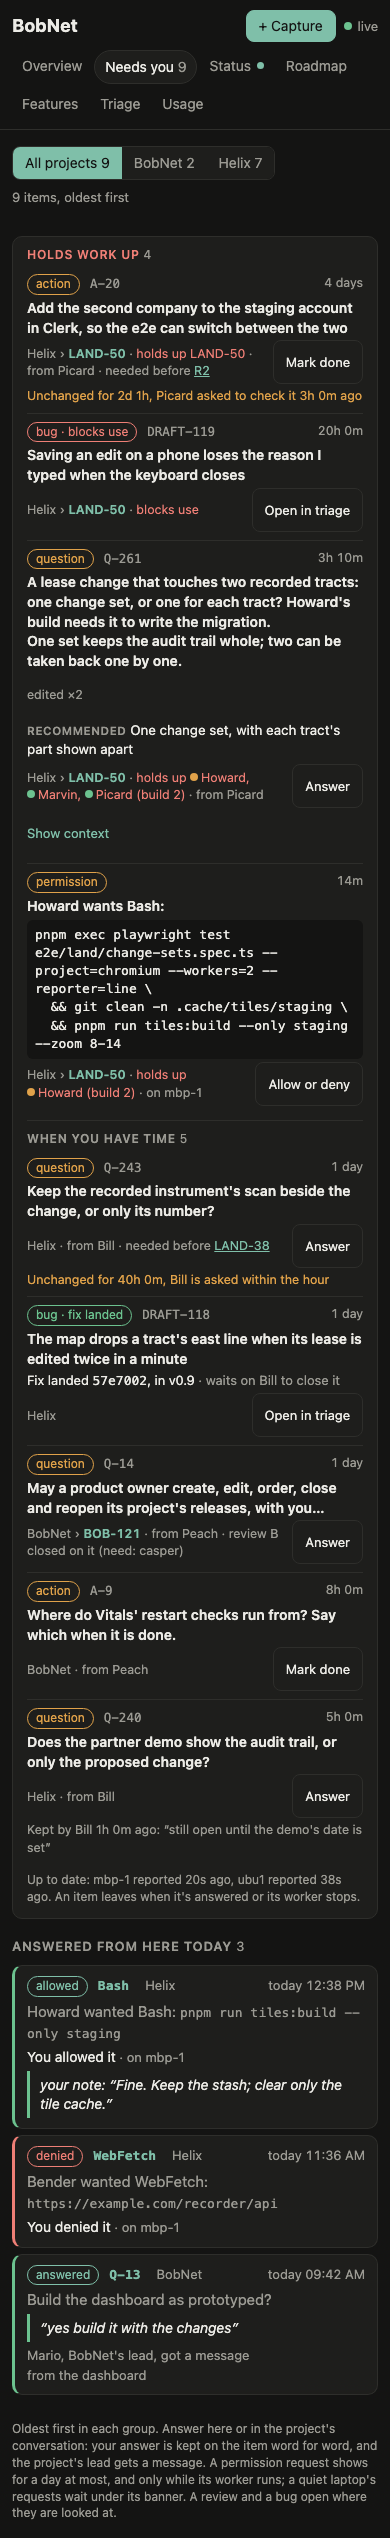 BobNet
+ Capture
live
Overview
Needs you 9
Status
Roadmap
Features
Triage
Usage
All projects 9
BobNet 2
Helix 7
9 items, oldest first
HOLDS WORK UP 4
action A-20 4 days
Add the second company to the staging account
in Clerk, so the e2e can switch between the two
Helix › LAND-50 · holds up LAND-50 ·
from Picard · needed before R2
Mark done
Unchanged for 2d 1h, Picard asked to check it 3h 0m ago
bug · blocks use DRAFT-119 20h 0m
Saving an edit on a phone loses the reason I
typed when the keyboard closes
Helix › LAND-50 · blocks use
Open in triage
question Q-261 3h 10m
A lease change that touches two recorded tracts:
one change set, or one for each tract? Howard's
build needs it to write the migration.
One set keeps the audit trail whole; two can be
taken back one by one.
edited ×2
RECOMMENDED One change set, with each tract's
part shown apart
Helix › LAND-50 · holds up Howard,
Marvin, Picard (build 2) · from Picard
Answer
Show context
permission 14m
Howard wants Bash:
pnpm exec playwright test
e2e/land/change-sets.spec.ts --
project=chromium --workers=2 --
reporter=line \
&& git clean -n .cache/tiles/staging \
&& pnpm run tiles:build --only staging
--zoom 8-14
Helix › LAND-50 · holds up
Howard (build 2) · on mbp-1
Allow or deny
WHEN YOU HAVE TIME 5
question Q-243 1 day
Keep the recorded instrument's scan beside the
change, or only its number?
Helix · from Bill · needed before LAND-38
Answer
Unchanged for 40h 0m, Bill is asked within the hour
bug · fix landed DRAFT-118 1 day
The map drops a tract's east line when its lease is
edited twice in a minute
Fix landed 57e7002, in v0.9 · waits on Bill to close it
Helix
Open in triage
question Q-14 1 day
May a product owner create, edit, order, close
and reopen its project's releases, with you...
BobNet › BOB-121 · from Peach · review B
closed on it (need: casper)
Answer
action A-9 8h 0m
Where do Vitals' restart checks run from? Say
which when it is done.
BobNet · from Peach
Mark done
question Q-240 5h 0m
Does the partner demo show the audit trail, or
only the proposed change?
Helix · from Bill
Answer
Kept by Bill 1h 0m ago: “still open until the demo's date is
set”
Up to date: mbp-1 reported 20s ago, ubu1 reported 38s
ago. An item leaves when it's answered or its worker stops.
ANSWERED FROM HERE TODAY 3
allowed Bash Helix today 12:38 PM
Howard wanted Bash: pnpm run tiles:build --
only staging
You allowed it · on mbp-1
your note: “Fine. Keep the stash; clear only the
tile cache.”
denied WebFetch Helix today 11:36 AM
Bender wanted WebFetch:
https://example.com/recorder/api
You denied it · on mbp-1
answered Q-13 BobNet today 09:42 AM
Build the dashboard as prototyped?
“yes build it with the changes”
Mario, BobNet's lead, got a message
from the dashboard
Oldest first in each group. Answer here or in the project's
conversation: your answer is kept on the item word for word, and
the project's lead gets a message. A permission request shows
for a day at most, and only while its worker runs; a quiet laptop's
requests wait under its banner. A review and a bug open where
they are looked at.